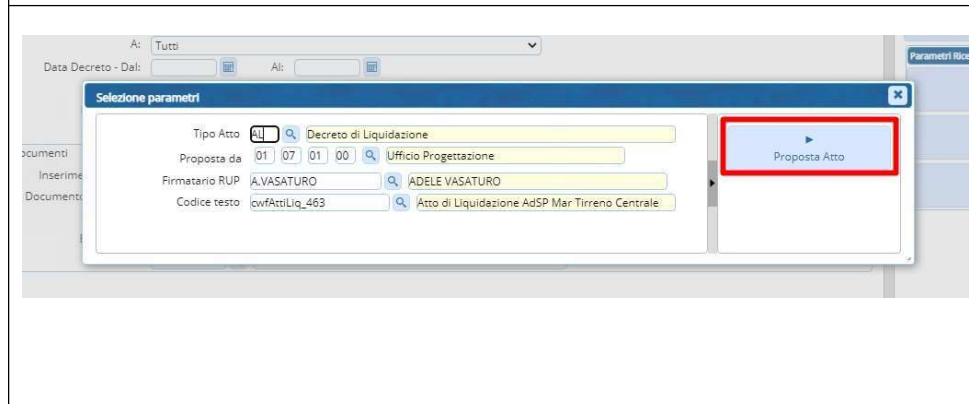 A: Tutti
Data Decreto - Dal: Al:
Parametri Rice
Selezione parametri
Tipo Atto AL Decreto di Liquidazione
Proposta da 01 07 01 00 Ufficio Progettazione
Firmatario RUP A.VASATURO ADELE VASATURO
Codice testo cwfAttiLiq_463 Atto di Liquidazione AdSP Mar Tirreno Centrale
Proposta Atto
ocumenti
Inserime
Documento